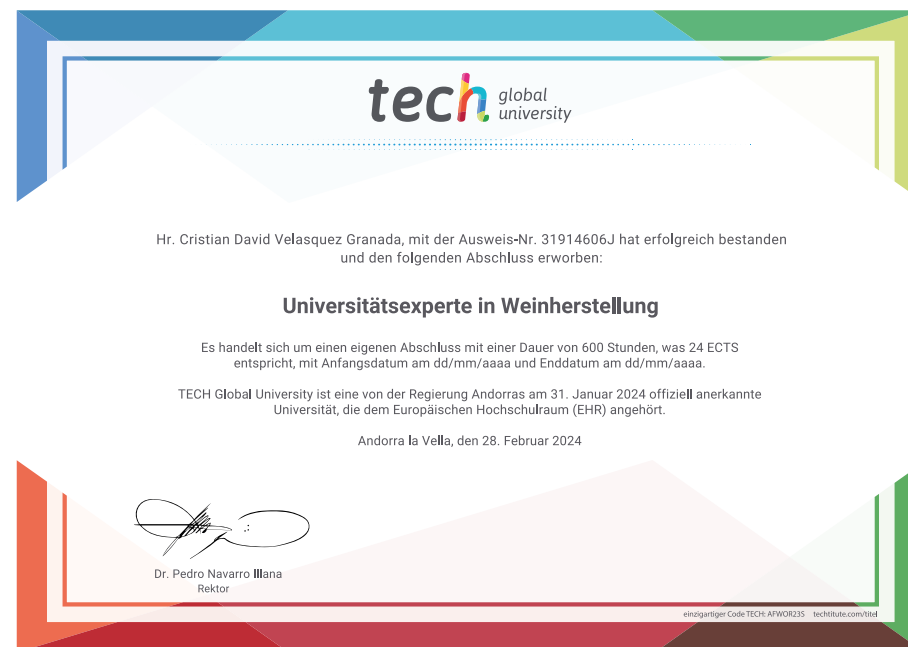 tech global
university
Hr. Cristian David Velasquez Granada, mit der Ausweis-Nr. 31914606J hat erfolgreich bestanden
und den folgenden Abschluss erworben:
Universitätsexperte in Weinherstellung
Es handelt sich um einen eigenen Abschluss mit einer Dauer von 600 Stunden, was 24 ECTS
entspricht, mit Anfangsdatum am dd/mm/aaaa und Enddatum am dd/mm/aaaa.
TECH Global University ist eine von der Regierung Andorras am 31. Januar 2024 offiziell anerkannte
Universität, die dem Europäischen Hochschulraum (EHR) angehört.
Andorra la Vella, den 28. Februar 2024
Dr. Pedro Navarro Illana
Rektor
einzigartiger Code TECH: AFWOR23S techtitute.com/titel